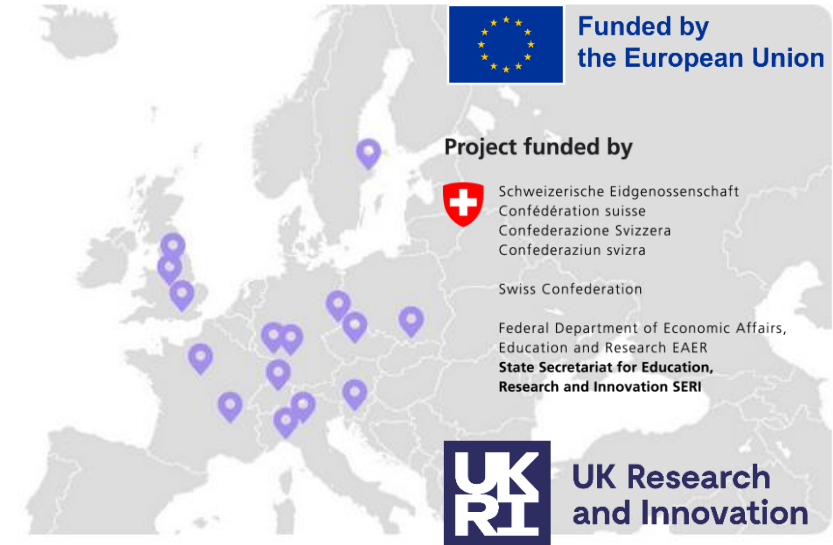 Funded by
the European Union
Project funded by
Schweizerische Eidgenossenschaft
Confédération suisse
Confederazione Svizzera
Confederaziun svizra
Swiss Confederation
Federal Department of Economic Affairs,
Education and Research EAER
State Secretariat for Education,
Research and Innovation SERI
UK
RI
UK Research
and Innovation